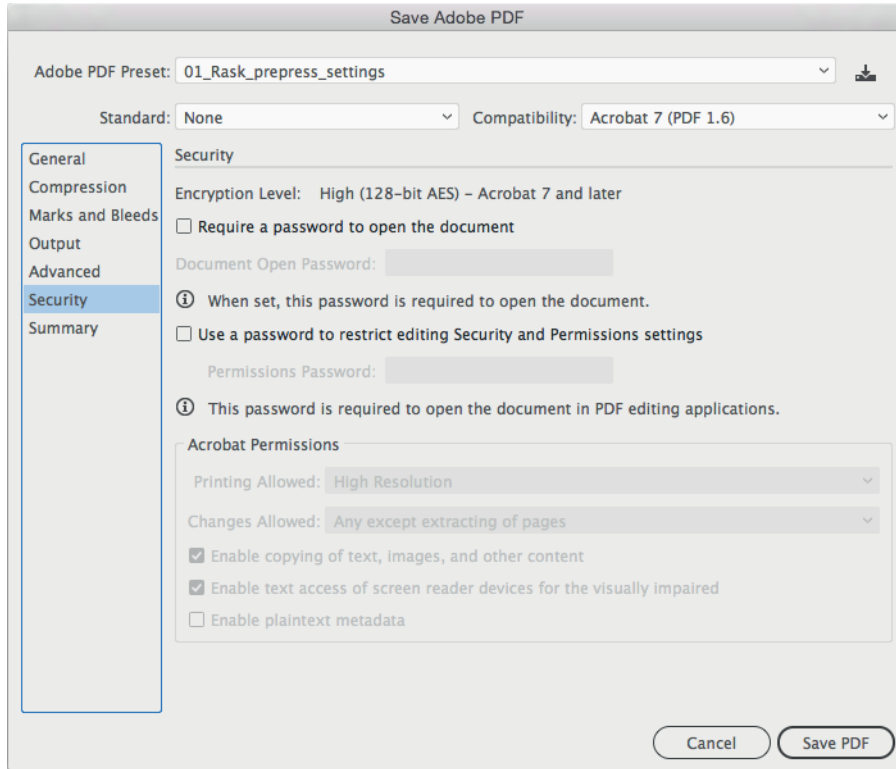 Save Adobe PDF
Adobe PDF Preset: 01_Rask_prepress_settings
Standard: None Compatibility: Acrobat 7 (PDF 1.6)
General
Compression
Marks and Bleeds
Output
Advanced
Security
Summary
Security
Encryption Level: High (128-bit AES) – Acrobat 7 and later
Require a password to open the document
Document Open Password:
When set, this password is required to open the document.
Use a password to restrict editing Security and Permissions settings
Permissions Password:
This password is required to open the document in PDF editing applications.
Acrobat Permissions
Printing Allowed: High Resolution
Changes Allowed: Any except extracting of pages
Enable copying of text, images, and other content
Enable text access of screen reader devices for the visually impaired
Enable plaintext metadata
Cancel Save PDF